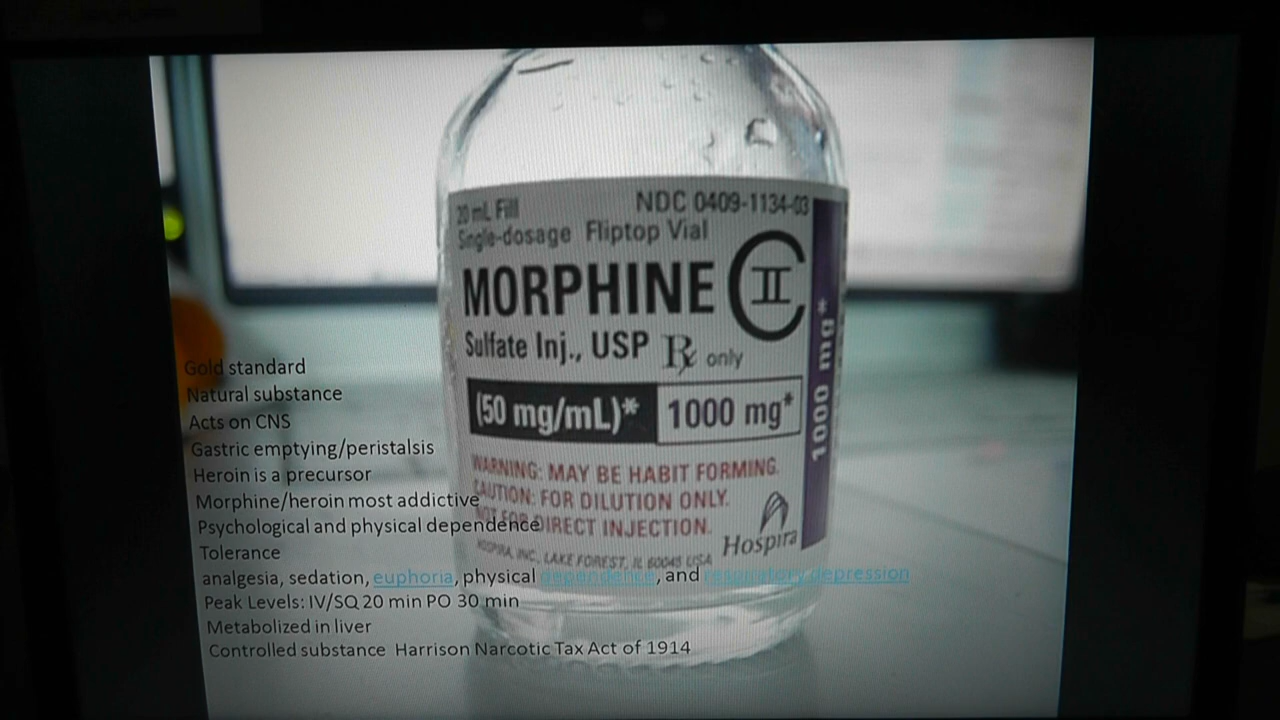 20 mL Fill NDC 0409-1134-03
Single-dosage Fliptop Vial
MORPHINE CII
Sulfate Inj., USP Rx only
(50 mg/mL)* 1000 mg*
1000 mg*
WARNING: MAY BE HABIT FORMING.
CAUTION: FOR DILUTION ONLY.
NOT FOR DIRECT INJECTION.
HOSPIRA, INC., LAKE FOREST, IL 60045 USA
Hospira
Gold standard
Natural substance
Acts on CNS
Gastric emptying/peristalsis
Heroin is a precursor
Morphine/heroin most addictive
Psychological and physical dependence
Tolerance
analgesia, sedation, euphoria, physical dependence, and respiratory depression
Peak Levels: IV/SQ 20 min PO 30 min
Metabolized in liver
Controlled substance Harrison Narcotic Tax Act of 1914